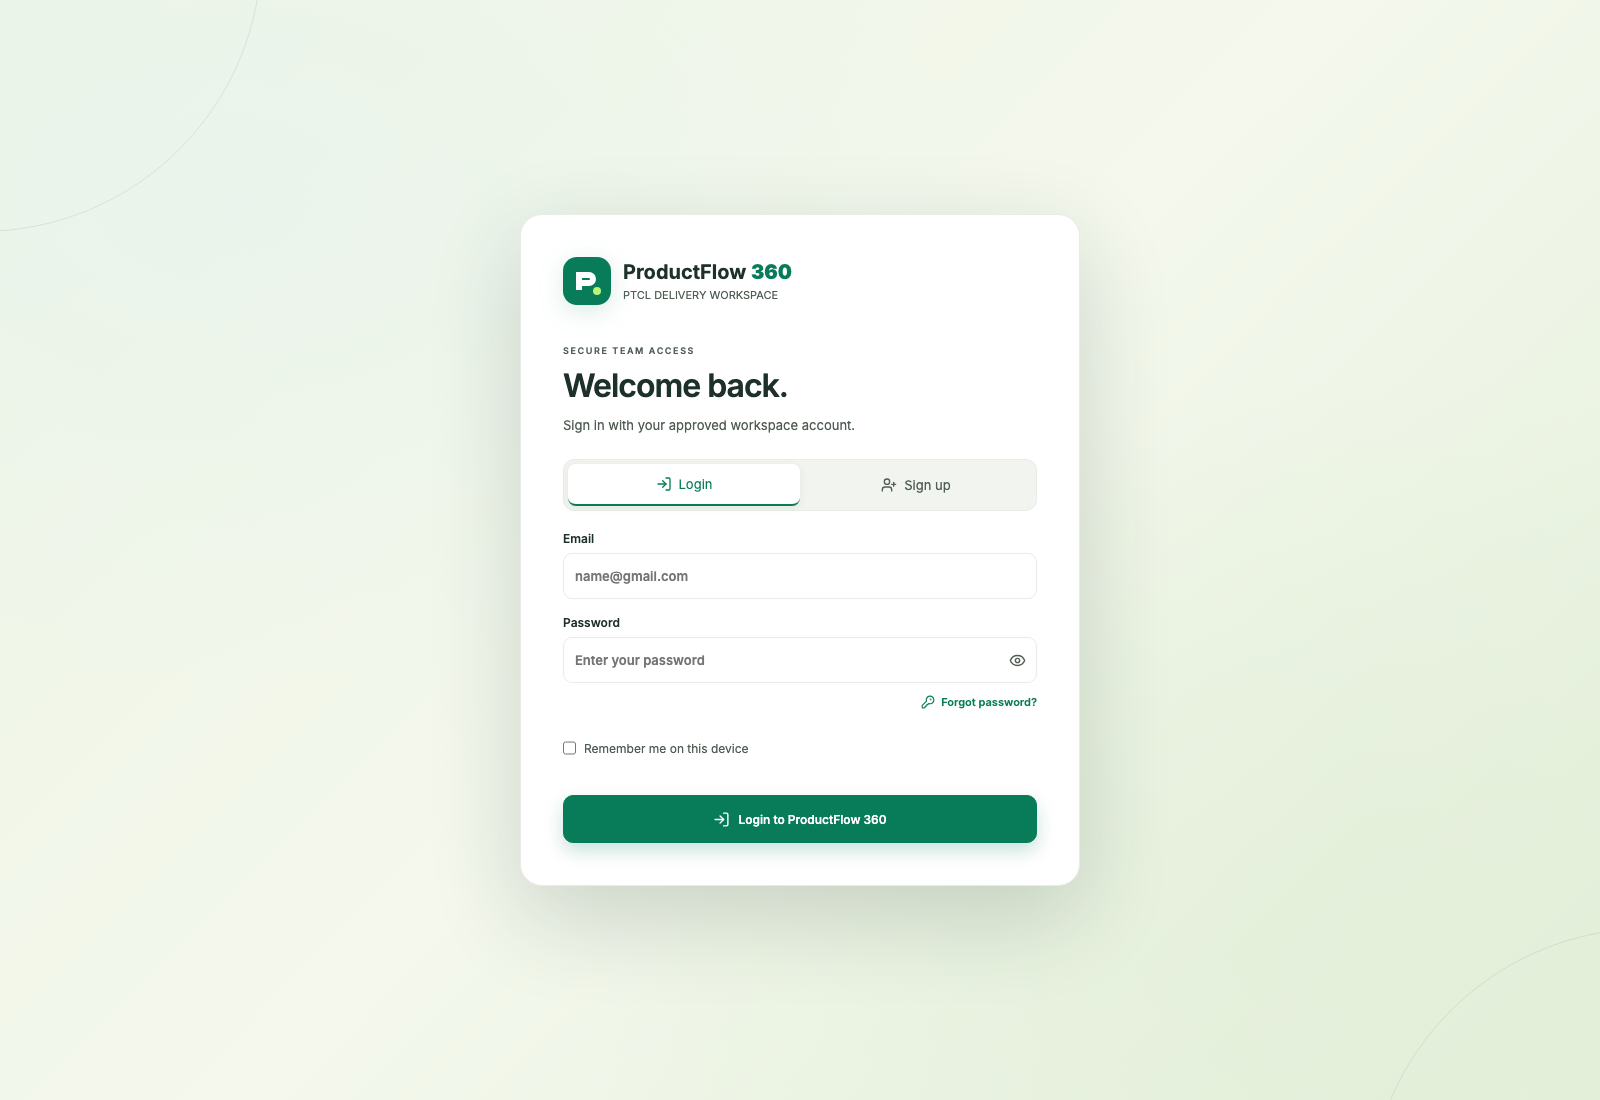 ProductFlow 360
PTCL DELIVERY WORKSPACE
SECURE TEAM ACCESS
Welcome back.
Sign in with your approved workspace account.
Login
Sign up
Email
name@gmail.com
Password
Enter your password
Forgot password?
Remember me on this device
Login to ProductFlow 360